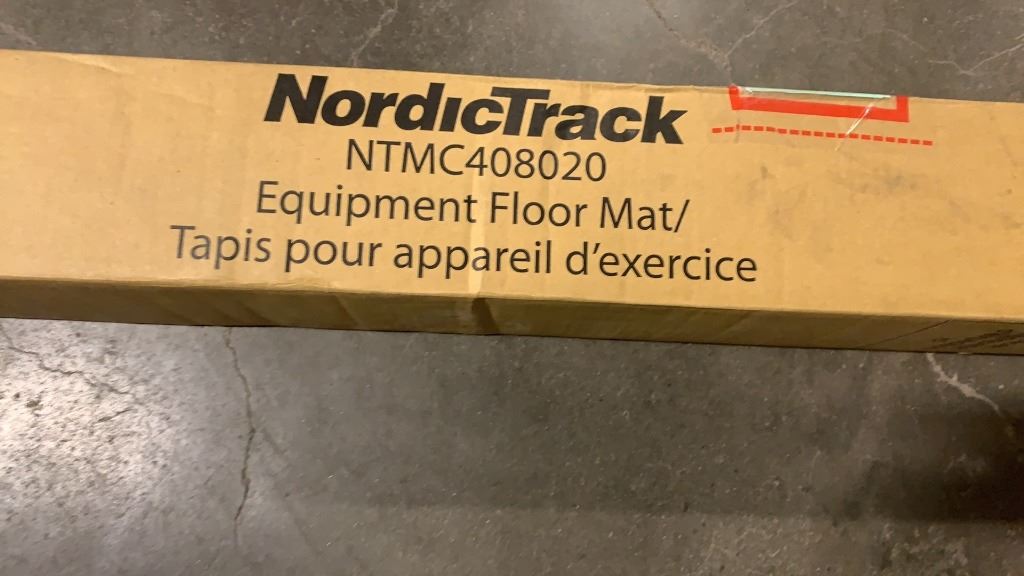 NordicTrack
NTMC408020
Equipment Floor Mat/
Tapis pour appareil d'exercice